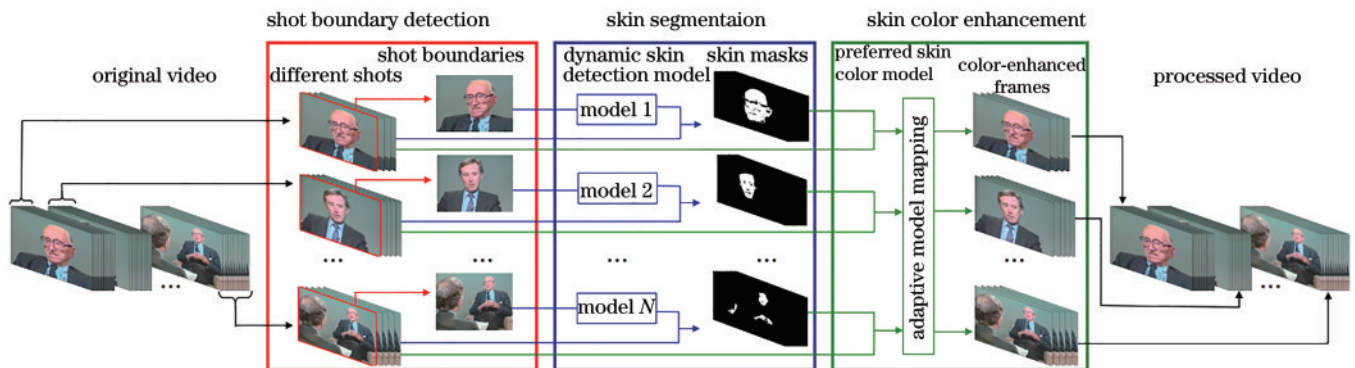 shot boundary detection
skin segmentaion
skin color enhancement
original video
different shots
shot boundaries
dynamic skin
detection model
skin masks
preferred skin
color model
color-enhanced
frames
processed video
model 1
model 2
...
...
...
...
...
...
...
model N
adaptive model mapping
...